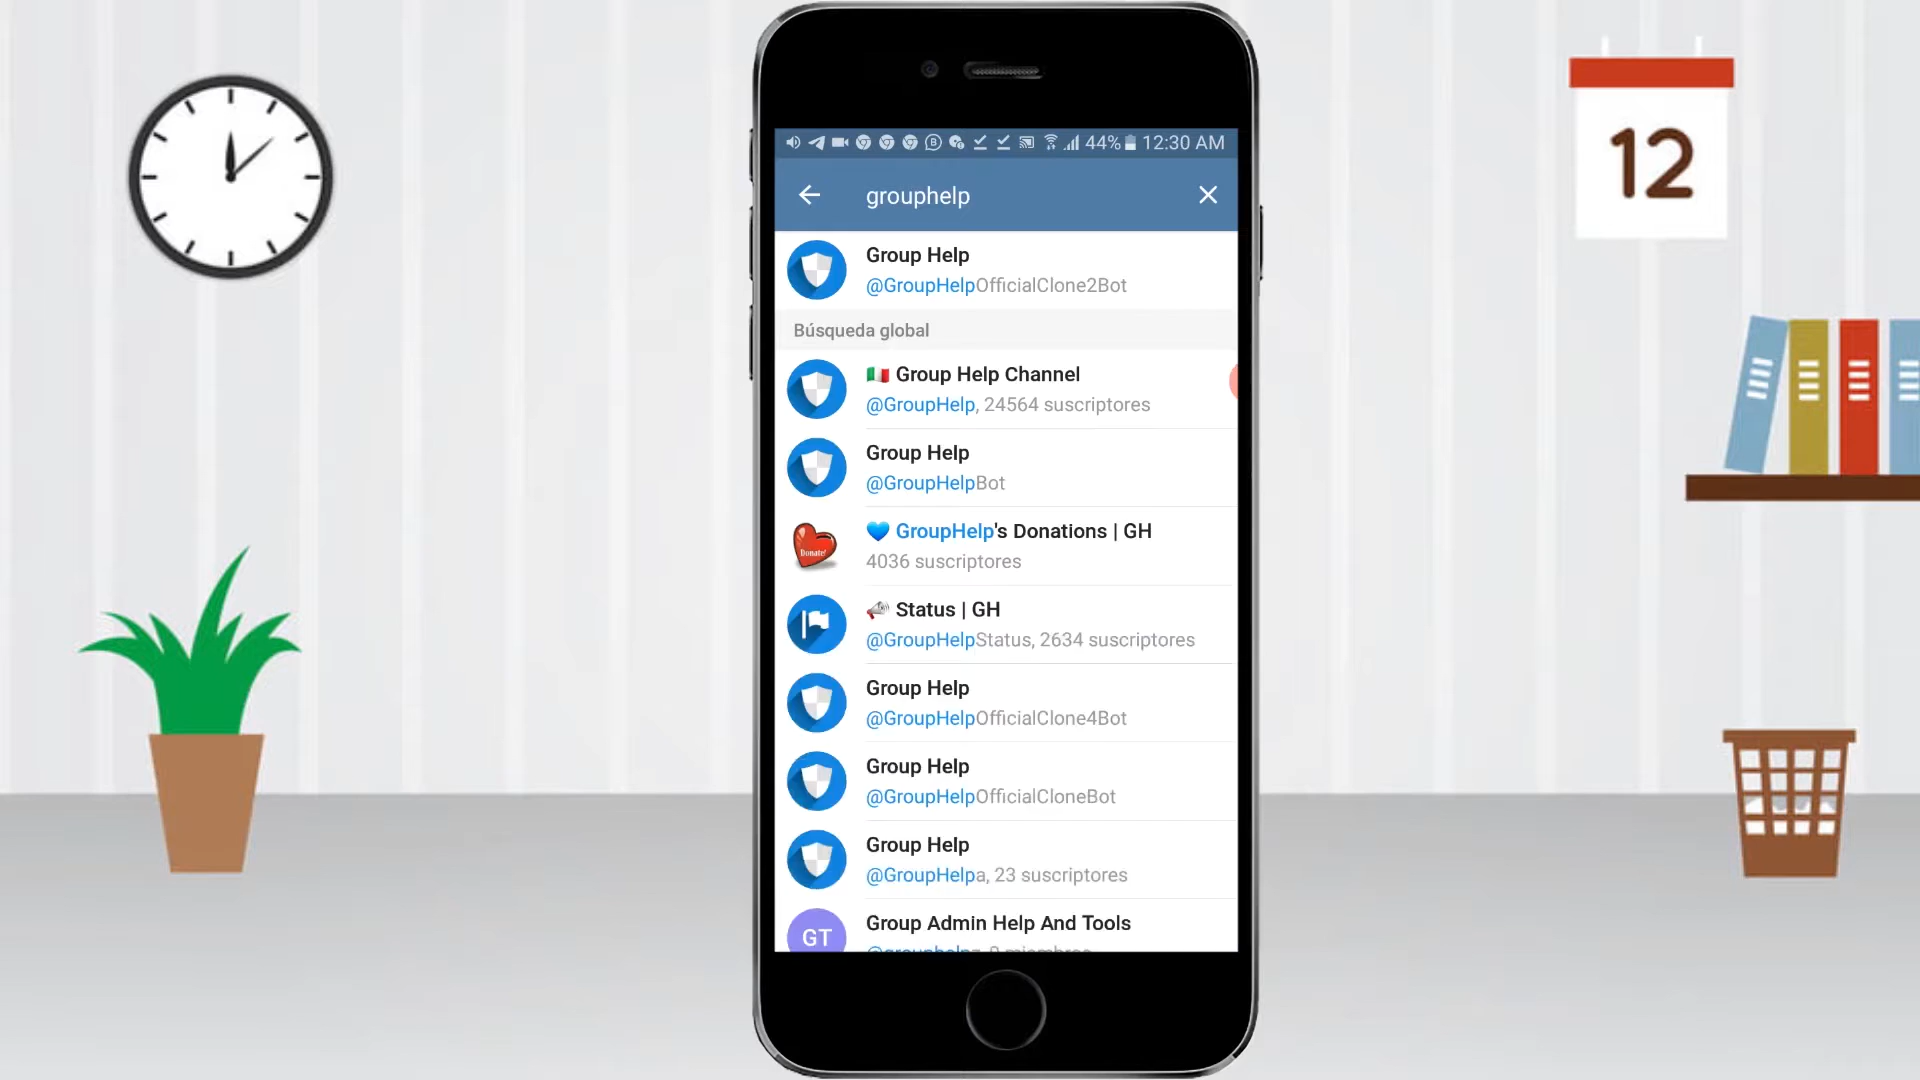 44% 12:30 AM
12
grouphelp
Group Help
@GroupHelpOfficialClone2Bot
Búsqueda global
🇮🇹 Group Help Channel
@GroupHelp, 24564 suscriptores
Group Help
@GroupHelpBot
💙 GroupHelp's Donations | GH
Donate!
4036 suscriptores
📢 Status | GH
@GroupHelpStatus, 2634 suscriptores
Group Help
@GroupHelpOfficialClone4Bot
Group Help
@GroupHelpOfficialCloneBot
Group Help
@GroupHelpa, 23 suscriptores
Group Admin Help And Tools
GT